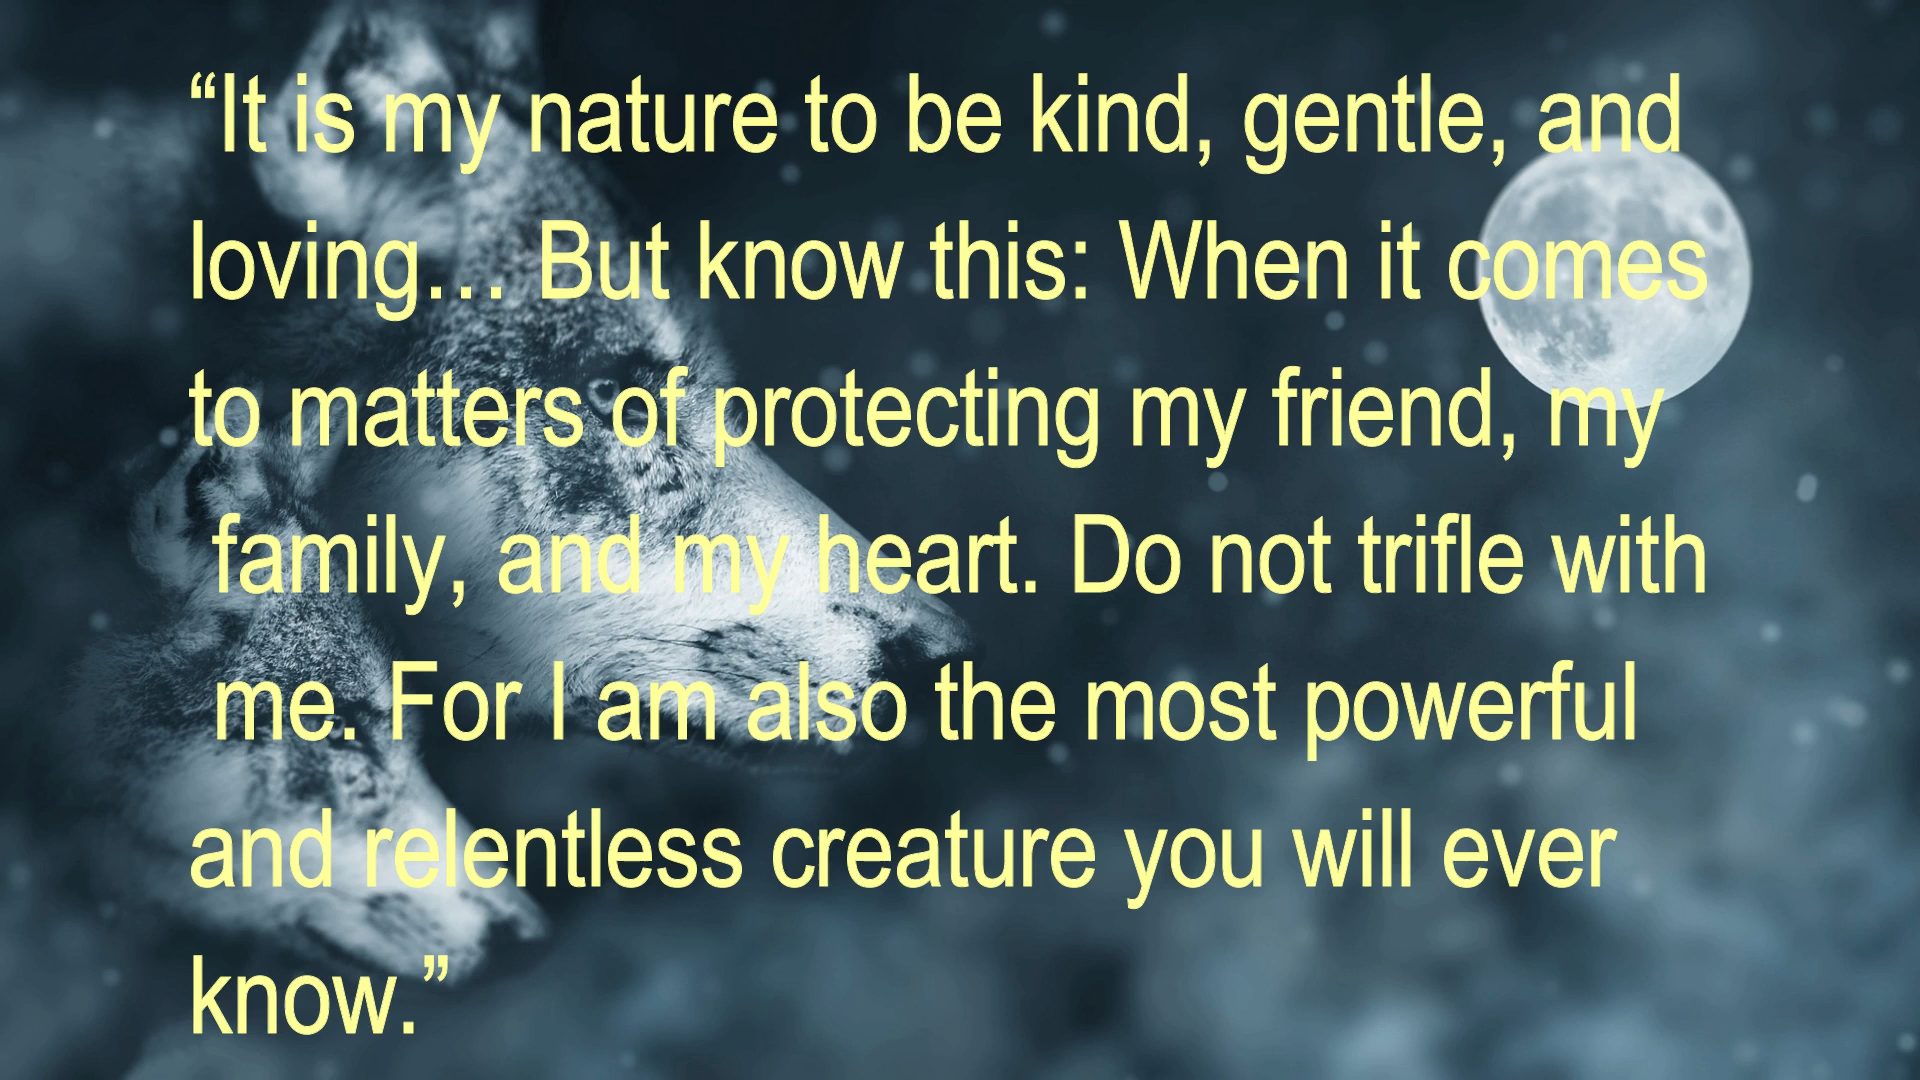 “It is my nature to be kind, gentle, and
loving… But know this: When it comes
to matters of protecting my friend, my
family, and my heart. Do not trifle with
me. For I am also the most powerful
and relentless creature you will ever
know.”